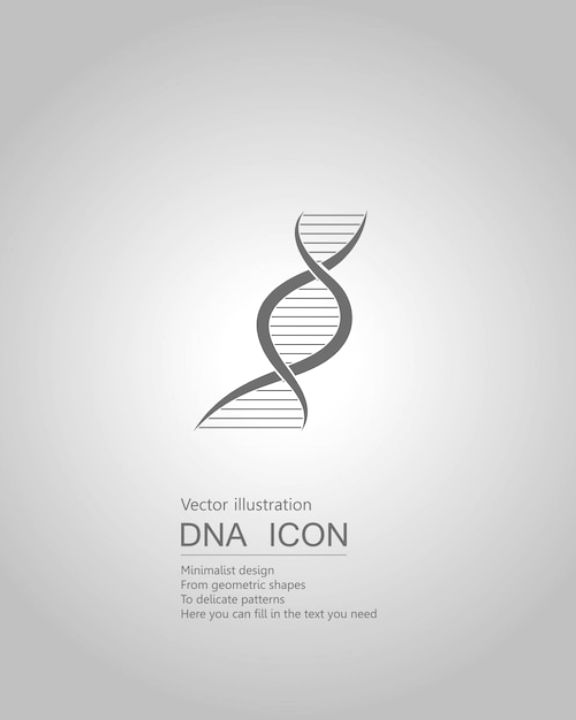 Vector illustration
DNA ICON
Minimalist design
From geometric shapes
To delicate patterns
Here you can fill in the text you need